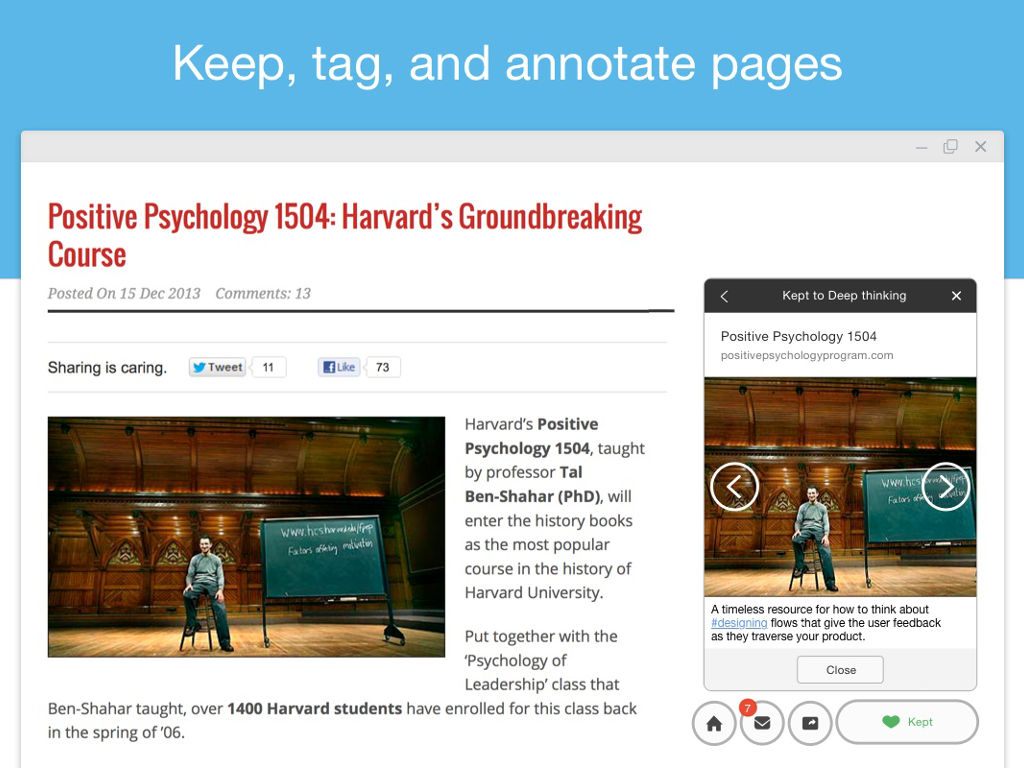 Keep, tag, and annotate pages
Positive Psychology 1504: Harvard’s Groundbreaking
Course
Posted On 15 Dec 2013 Comments: 13
Sharing is caring. Tweet 11 Like 73
Harvard’s Positive
Psychology 1504, taught
by professor Tal
Ben-Shahar (PhD), will
enter the history books
as the most popular
course in the history of
Harvard University.
Put together with the
‘Psychology of
Leadership’ class that
Ben-Shahar taught, over 1400 Harvard students have enrolled for this class back
in the spring of ’06.
Factors affecting motivation
Kept to Deep thinking
Positive Psychology 1504
positivepsychologyprogram.com
A timeless resource for how to think about
#designing flows that give the user feedback
as they traverse your product.
Close
7
Kept